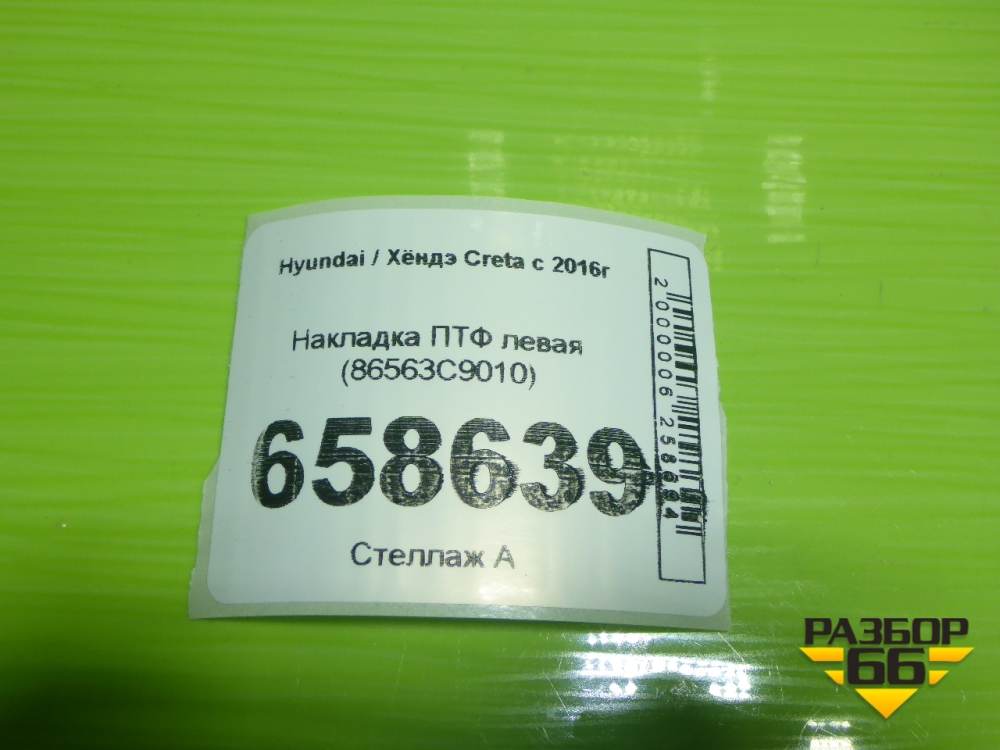 Hyundai / Хёндэ Creta с 2016г
Накладка ПТФ левая
(86563C9010)
658639
Стеллаж А
РАЗБОР
66